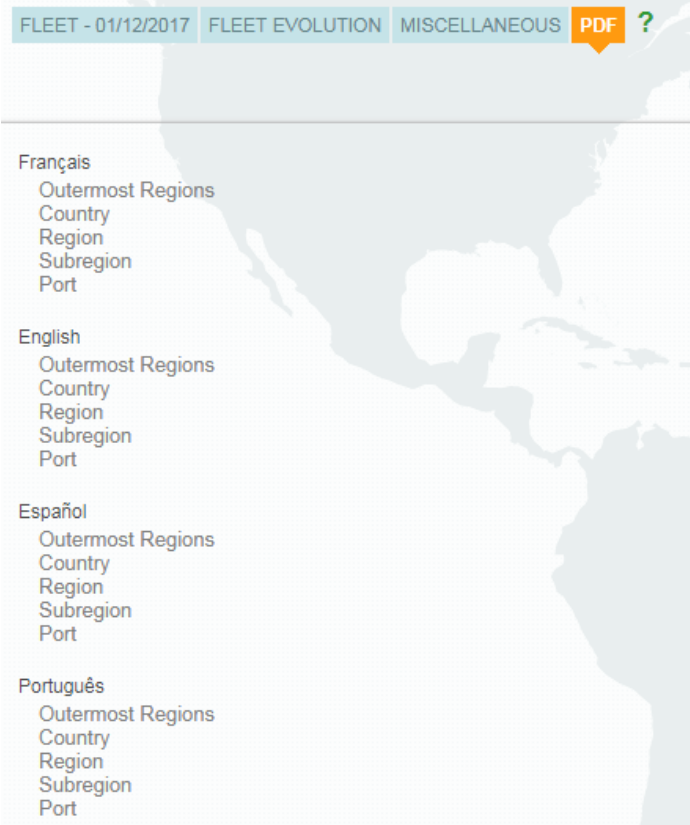 FLEET - 01/12/2017 FLEET EVOLUTION MISCELLANEOUS PDF ?
Français
Outermost Regions
Country
Region
Subregion
Port
English
Outermost Regions
Country
Region
Subregion
Port
Español
Outermost Regions
Country
Region
Subregion
Port
Português
Outermost Regions
Country
Region
Subregion
Port